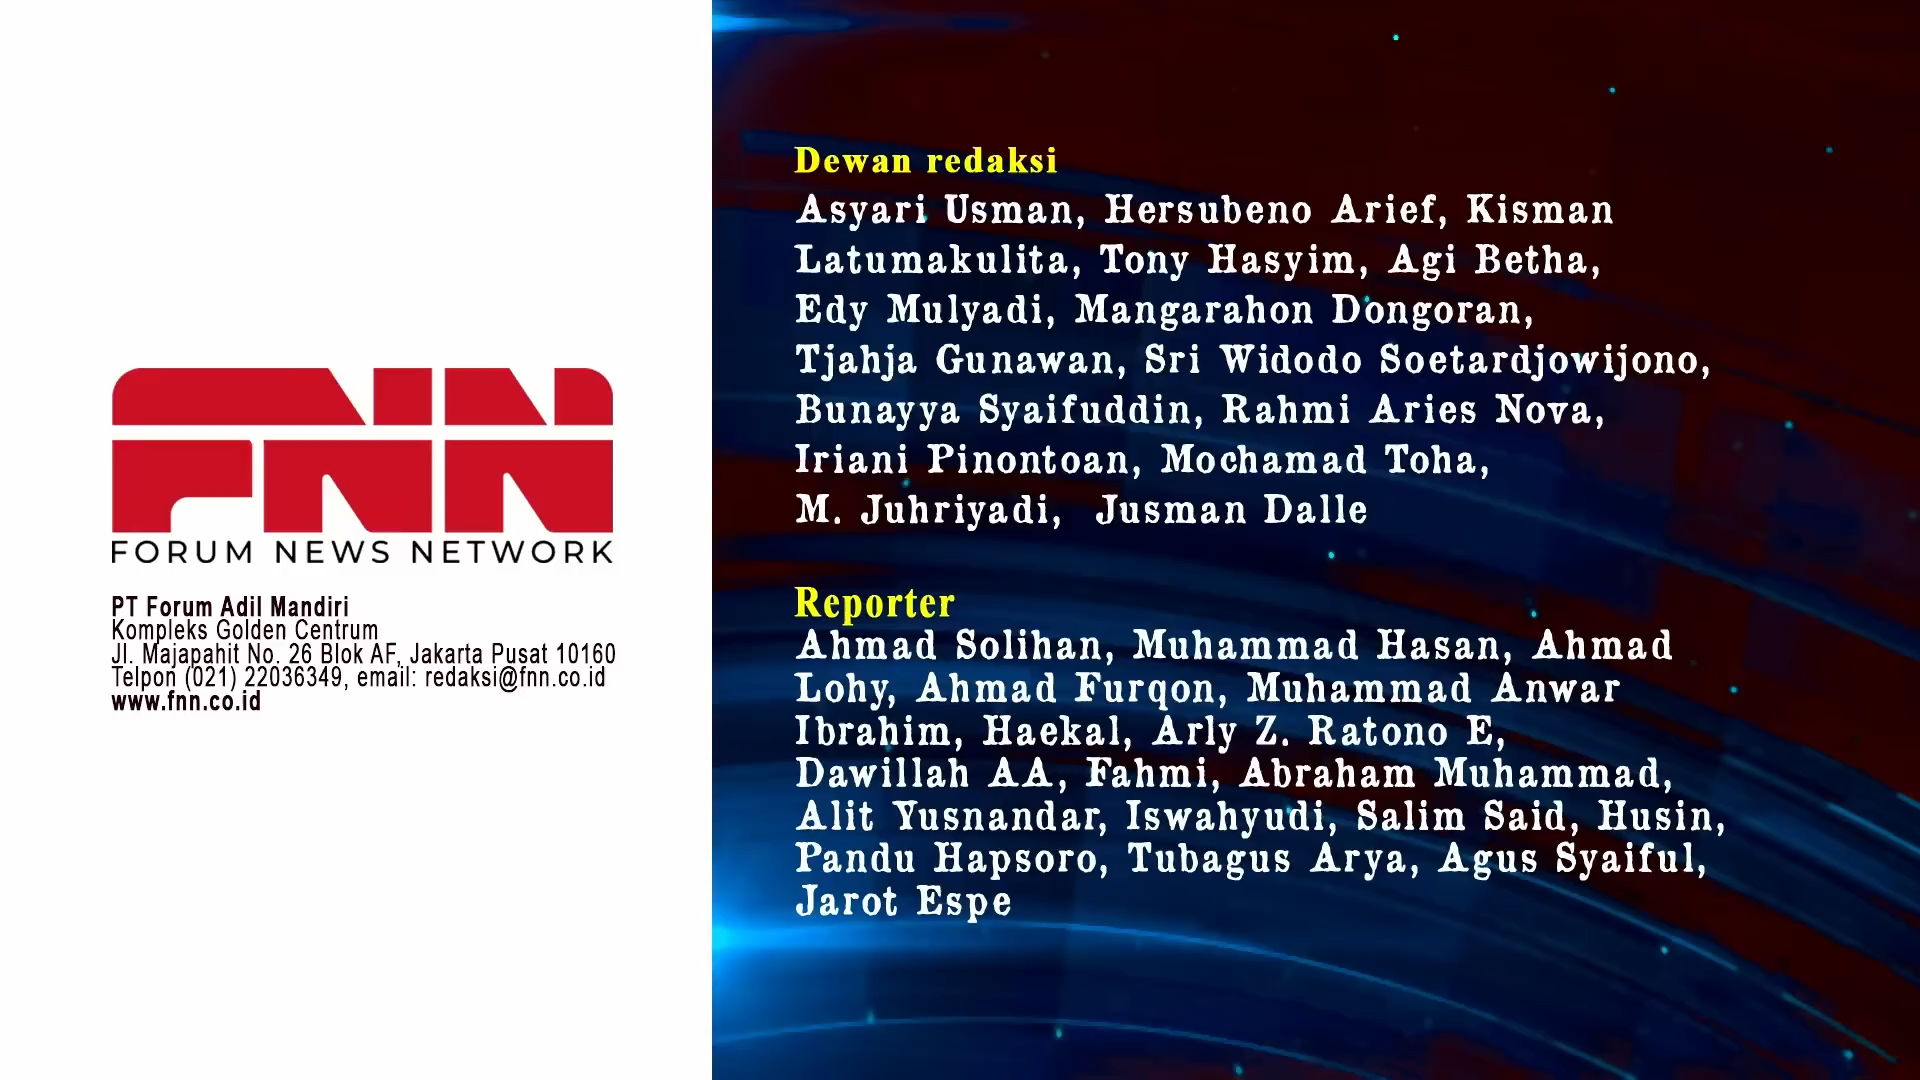 FNN
FORUM NEWS NETWORK
PT Forum Adil Mandiri
Kompleks Golden Centrum
Jl. Majapahit No. 26 Blok AF, Jakarta Pusat 10160
Telpon (021) 22036349, email: redaksi@fnn.co.id
www.fnn.co.id
Dewan redaksi
Asyari Usman, Hersubeno Arief, Kisman
Latumakulita, Tony Hasyim, Agi Betha,
Edy Mulyadi, Mangarahon Dongoran,
Tjahja Gunawan, Sri Widodo Soetardjowijono,
Bunayya Syaifuddin, Rahmi Aries Nova,
Iriani Pinontoan, Mochamad Toha,
M. Juhriyadi, Jusman Dalle
Reporter
Ahmad Solihan, Muhammad Hasan, Ahmad
Lohy, Ahmad Furqon, Muhammad Anwar
Ibrahim, Haekal, Arly Z. Ratono E,
Dawillah AA, Fahmi, Abraham Muhammad,
Alit Yusnandar, Iswahyudi, Salim Said, Husin,
Pandu Hapsoro, Tubagus Arya, Agus Syaiful,
Jarot Espe